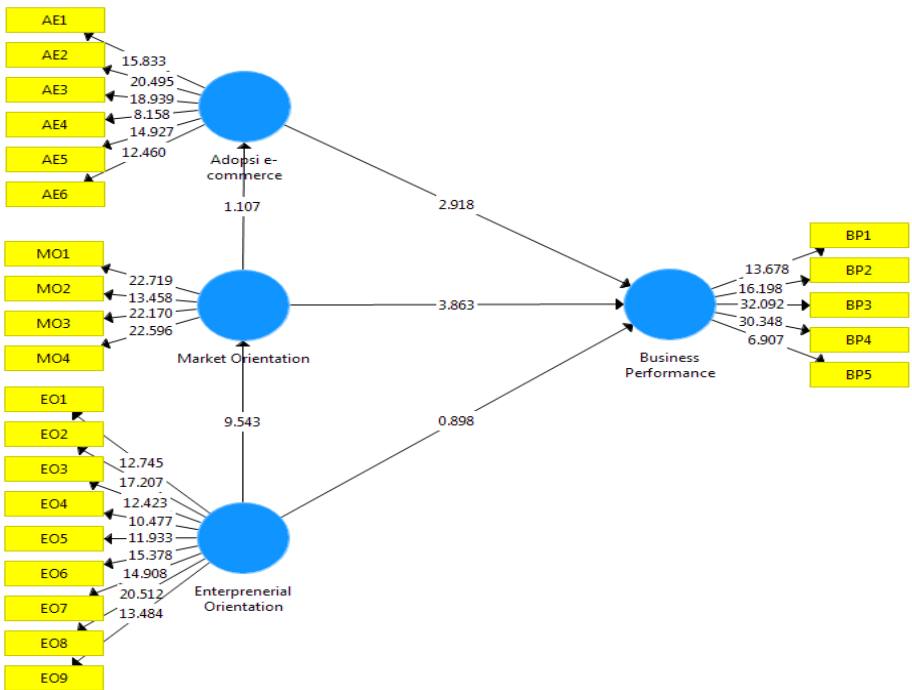 AE1
AE2
AE3
AE4
AE5
AE6
15.833
20.495
18.939
8.158
14.927
12.460
Adopsi e-
commerce
1.107
2.918
MO1
MO2
MO3
MO4
22.719
13.458
22.170
22.596
Market Orientation
3.863
9.543
0.898
BP1
BP2
BP3
BP4
BP5
13.678
16.198
32.092
30.348
6.907
Business
Performance
EO1
EO2
EO3
EO4
EO5
EO6
EO7
EO8
EO9
12.745
17.207
12.423
10.477
11.933
15.378
14.908
20.512
13.484
Enterprenerial
Orientation